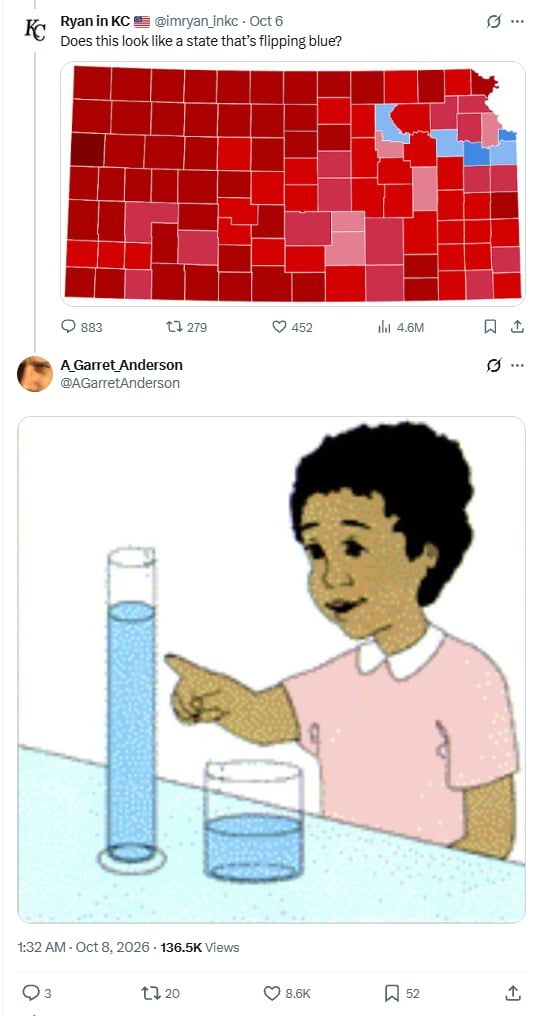 KC
Ryan in KC 🇺🇸 @imryan_inkc · Oct 6
Does this look like a state that’s flipping blue?
883 279 452 4.6M
A_Garret_Anderson
@AGarretAnderson
1:32 AM · Oct 8, 2026 · 136.5K Views
3 20 8.6K 52